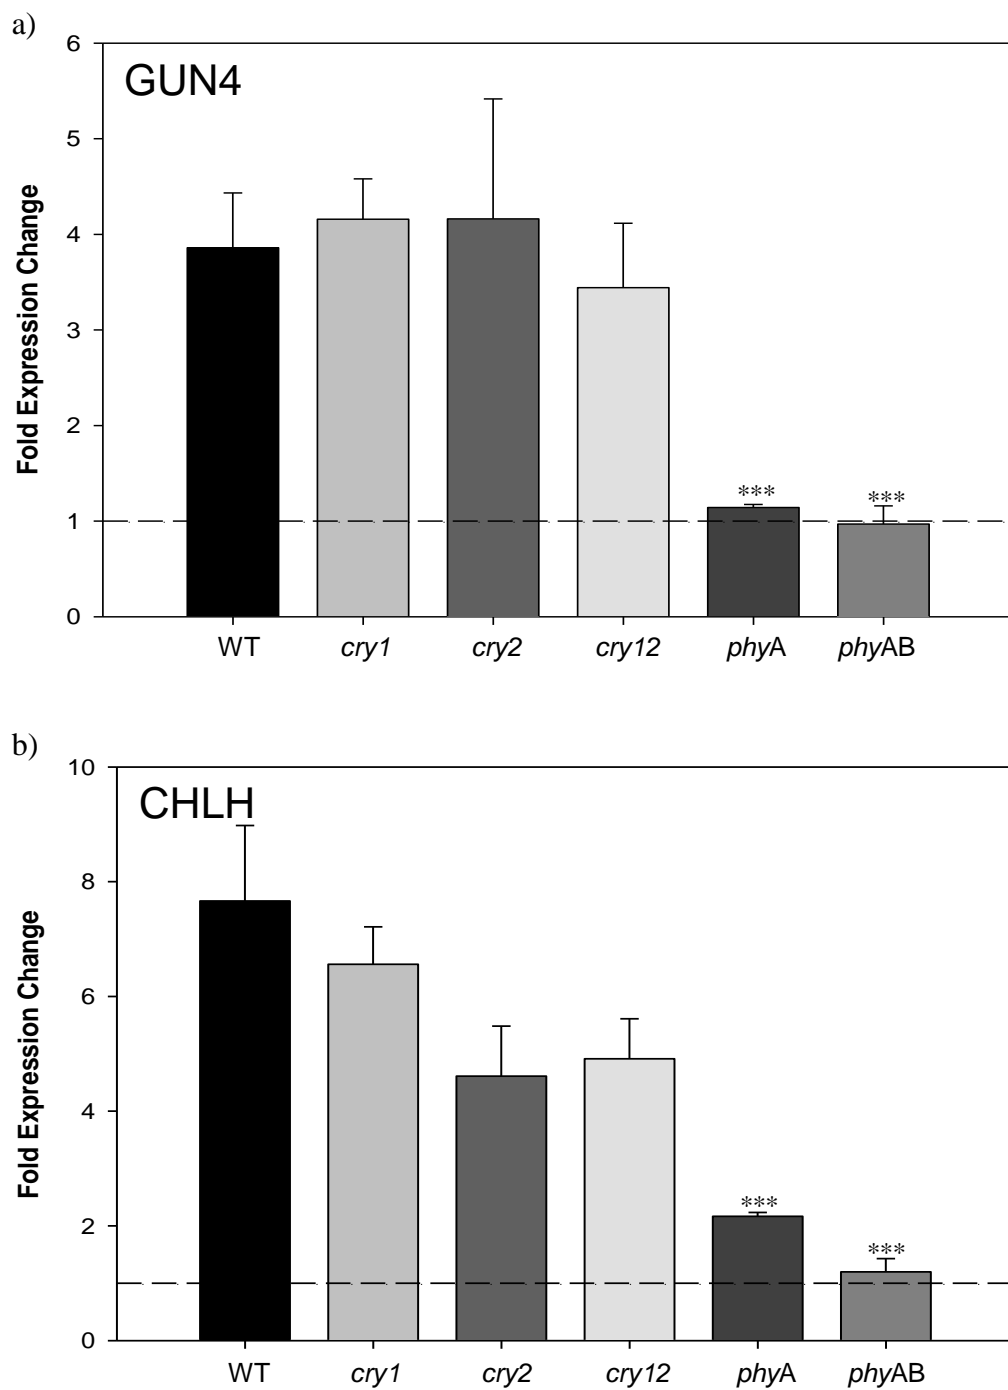 a)
GUN4
Fold Expression Change
6
5
4
3
2
1
0
*** ***
WT cry1 cry2 cry12 phyA phyAB
b)
CHLH
Fold Expression Change
10
8
6
4
2
0
***
***
WT cry1 cry2 cry12 phyA phyAB